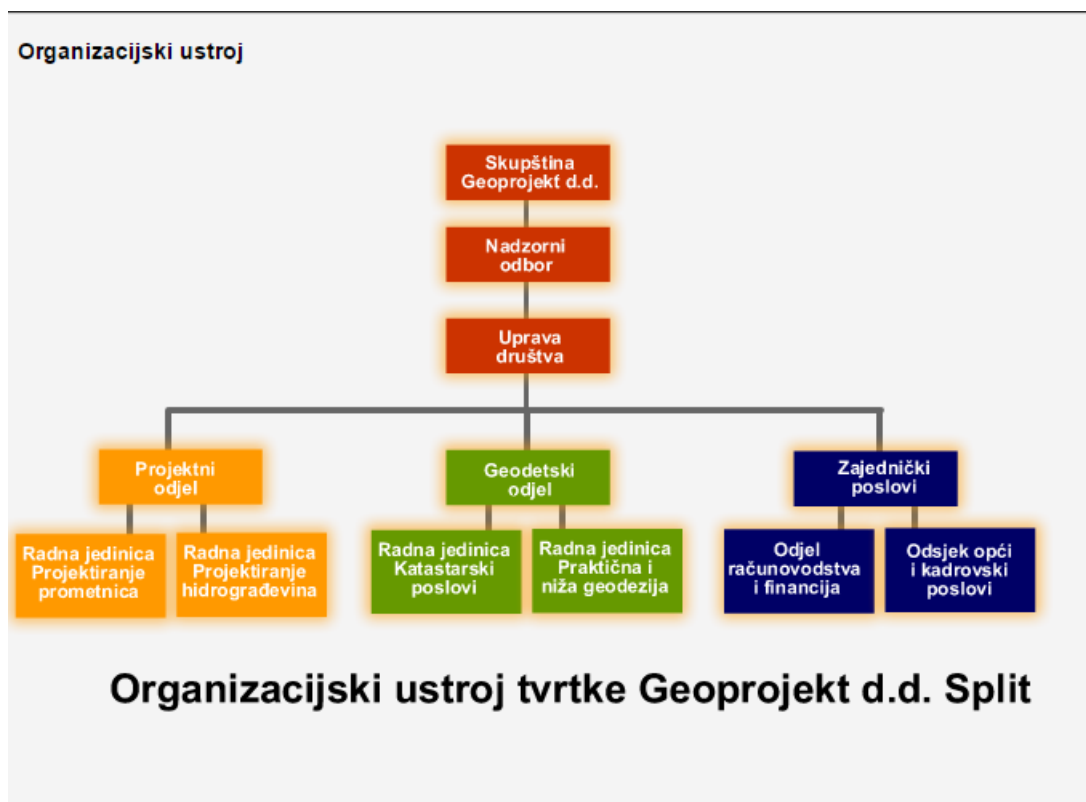 Organizacijski ustroj
Skupština
Geoprojekt d.d.
Nadzorni
odbor
Uprava
društva
Projektni
odjel
Geodetski
odjel
Zajednički
poslovi
Radna jedinica
Projektiranje
prometnica
Radna jedinica
Projektiranje
hidrograđevina
Radna jedinica
Katastarski
poslovi
Radna jedinica
Praktična i
niža geodezija
Odjel
računovodstva
i financija
Odsjek opći
i kadrovski
poslovi
Organizacijski ustroj tvrtke Geoprojekt d.d. Split